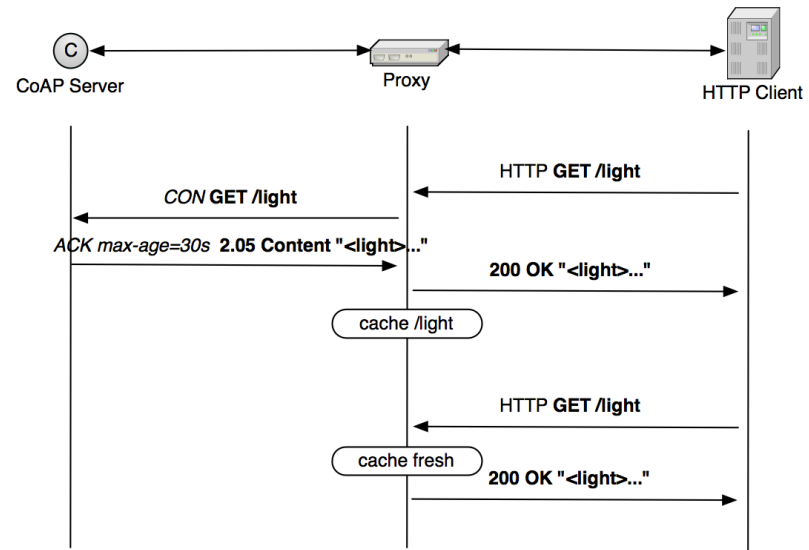 C
CoAP Server
Proxy
HTTP Client
HTTP GET /light
CON GET /light
ACK max-age=30s 2.05 Content "<light>..."
200 OK "<light>..."
cache /light
HTTP GET /light
cache fresh
200 OK "<light>..."